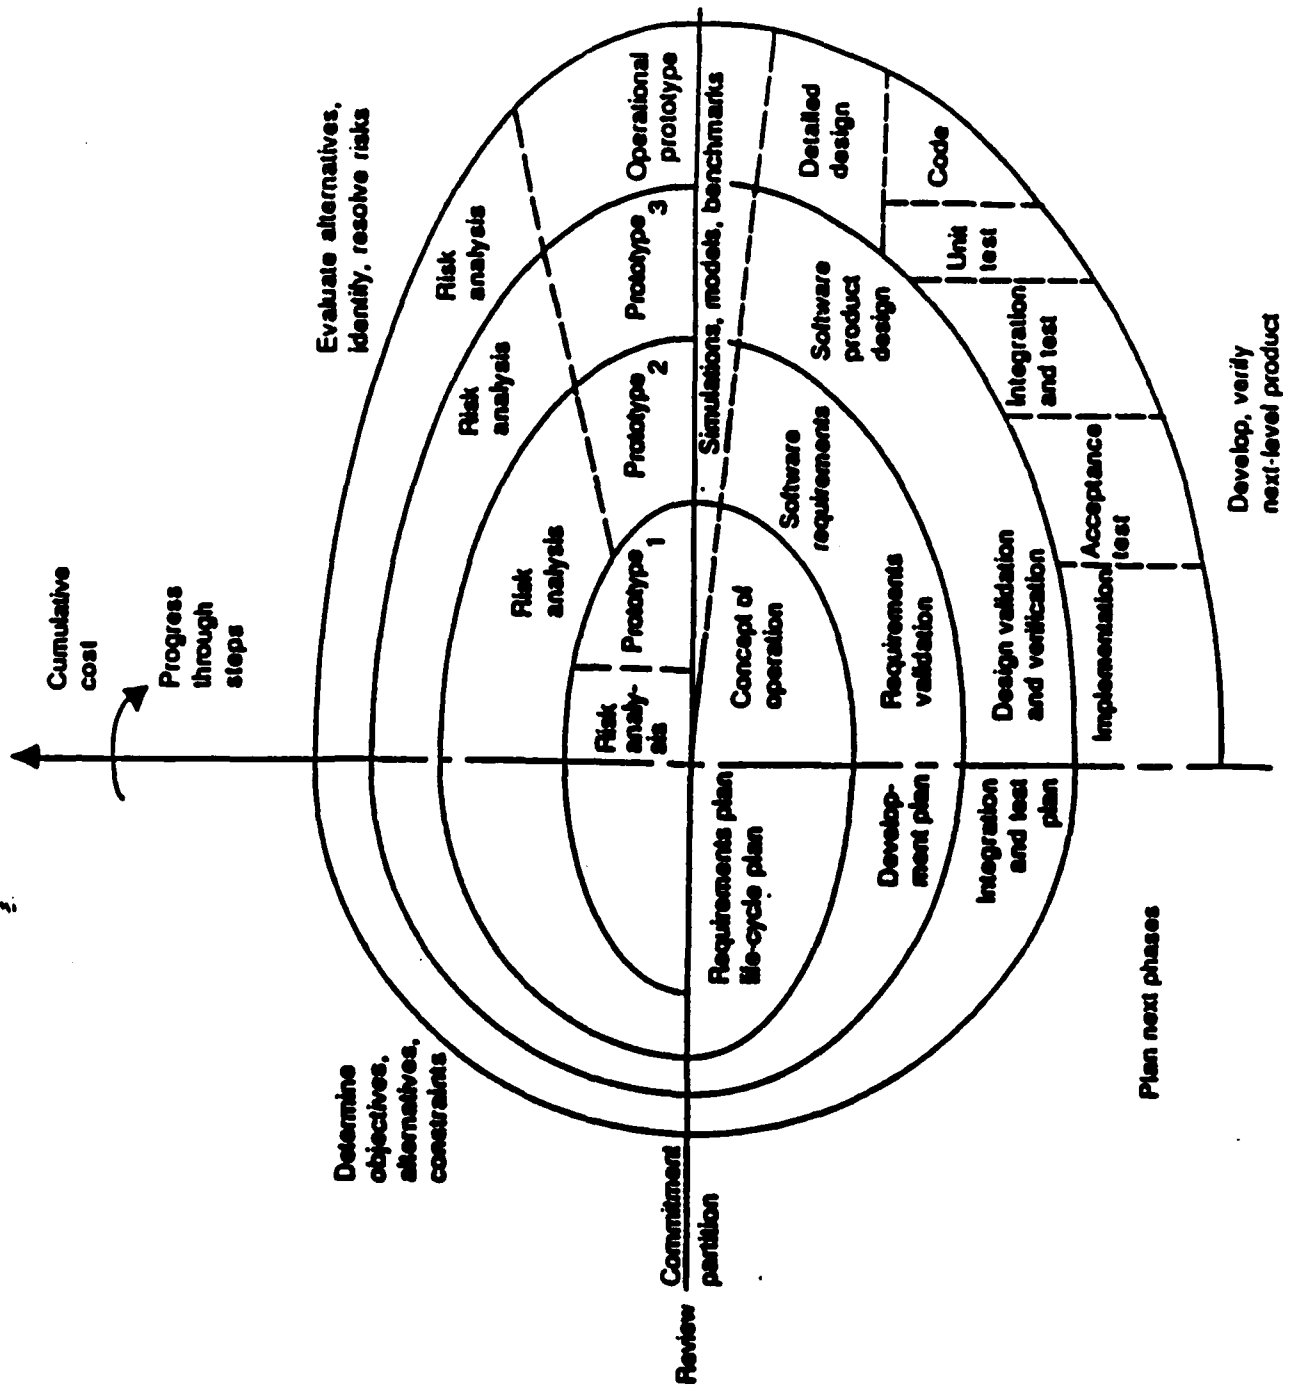 Cumulative
cost
Progress
through
steps
Evaluate alternatives,
identify, resolve risks
Determine
objectives,
alternatives,
constraints
Risk
analysis
Risk
analysis
Risk
analysis
Risk
analy-
sis
Prototype
1
Prototype
2
Prototype
3
Operational
prototype
Review
Commitment
partition
Simulations, models, benchmarks
Requirements plan
life-cycle plan
Concept of
operation
Software
requirements
Software
product
design
Detailed
design
Develop-
ment plan
Requirements
validation
Code
Unit
test
Integration
and test
plan
Design validation
and verification
Integration
and test
Acceptance
test
Implementation
Plan next phases
Develop, verify
next-level product